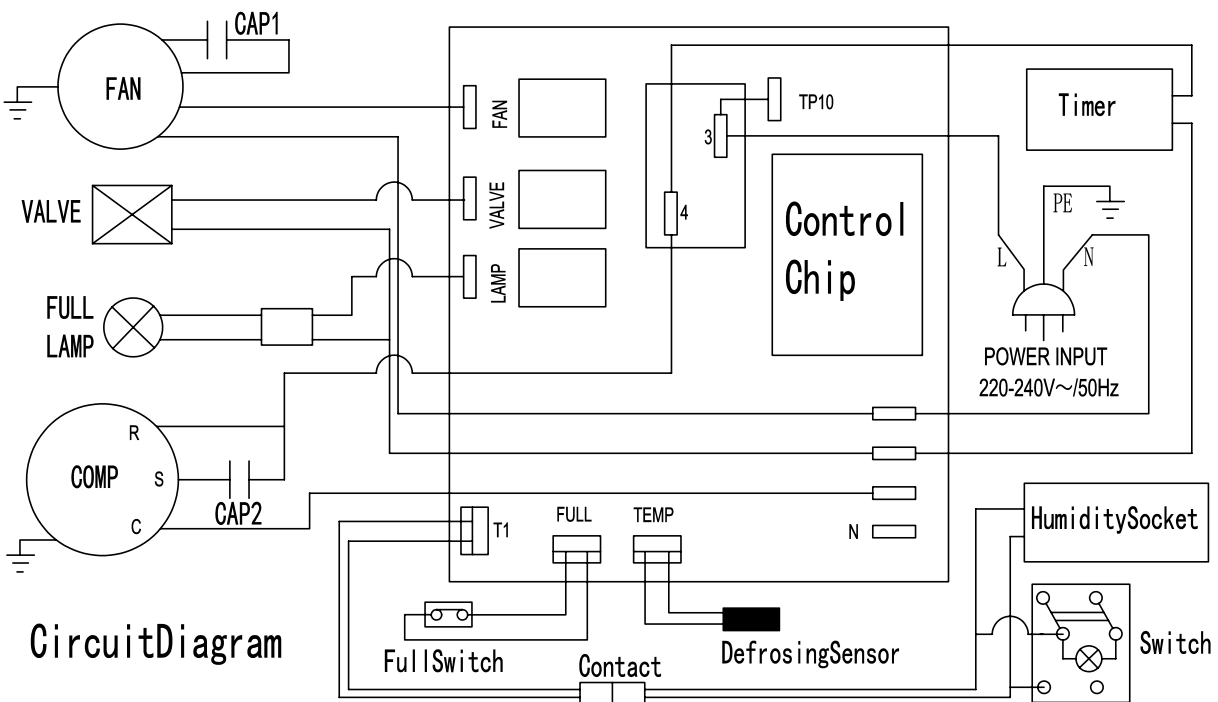 CAP1
FAN
FAN
TP10
3
Timer
VALVE
VALVE
4
Control
Chip
PE
L
N
LAMP
FULL
LAMP
POWER INPUT
220-240V～/50Hz
R
COMP
S
CAP2
C
T1
FULL
TEMP
N
HumiditySocket
CircuitDiagram
FullSwitch
Contact
DefrosingSensor
Switch